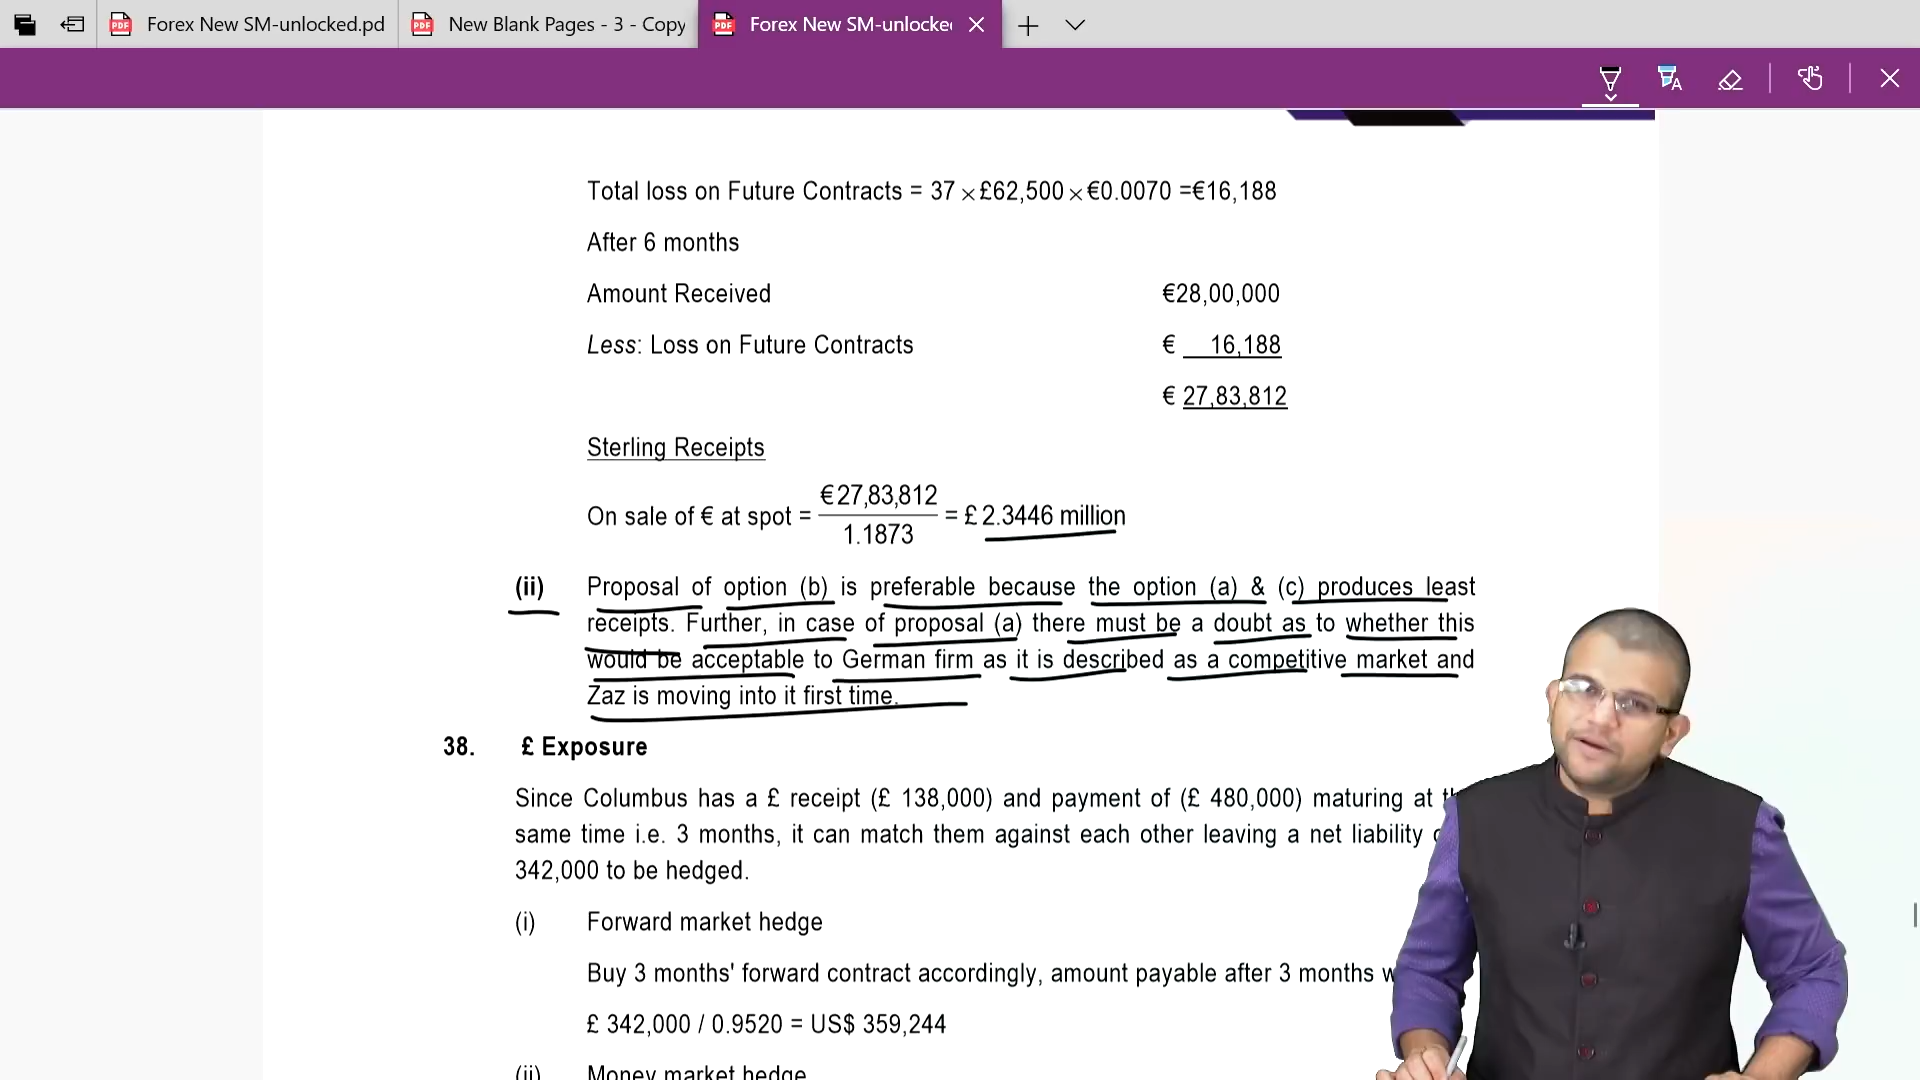 Forex New SM-unlocked.pd
New Blank Pages - 3 - Copy
Forex New SM-unlocke
Total loss on Future Contracts = 37 × £62,500 × €0.0070 =€16,188
After 6 months
Amount Received €28,00,000
Less: Loss on Future Contracts € 16,188
€ 27,83,812
Sterling Receipts
On sale of € at spot = €27,83,812 / 1.1873 = £ 2.3446 million
(ii) Proposal of option (b) is preferable because the option (a) & (c) produces least
receipts. Further, in case of proposal (a) there must be a doubt as to whether this
would be acceptable to German firm as it is described as a competitive market and
Zaz is moving into it first time.
38. £ Exposure
Since Columbus has a £ receipt (£ 138,000) and payment of (£ 480,000) maturing at
same time i.e. 3 months, it can match them against each other leaving a net liability
342,000 to be hedged.
(i) Forward market hedge
Buy 3 months' forward contract accordingly, amount payable after 3 months
£ 342,000 / 0.9520 = US$ 359,244
(ii) Money market hedge